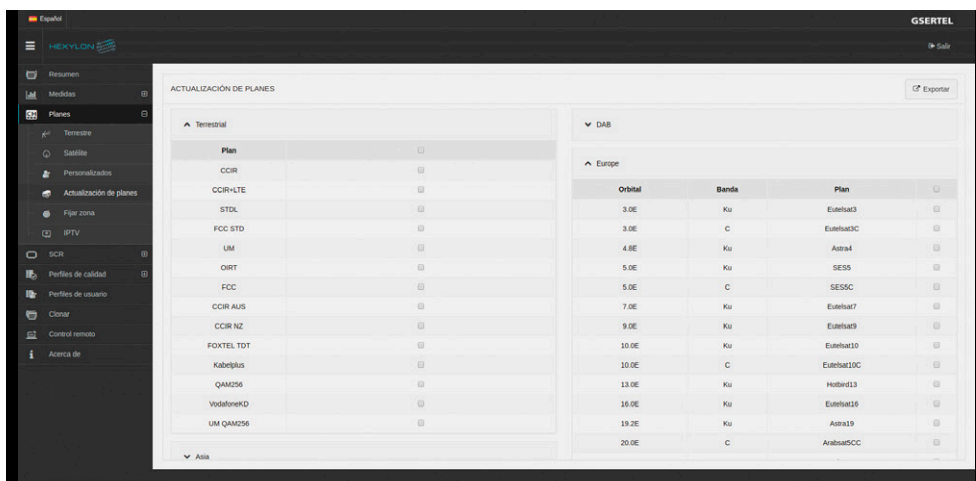 Español
GSERTEL
HEXYLON
Salir
Resumen
Medidas
Planes
Terrestre
Satélite
Personalizados
Actualización de planes
Fijar zona
IPTV
SCR
Perfiles de calidad
Perfiles de usuario
Clonar
Control remoto
Acerca de
ACTUALIZACIÓN DE PLANES
Exportar
Terrestrial
Plan
CCIR
CCIR+LTE
STDL
FCC STD
UM
OIRT
FCC
CCIR AUS
CCIR NZ
FOXTEL TDT
Kabelplus
QAM256
VodafoneKD
UM QAM256
Asia
DAB
Europe
Orbital Banda Plan
3.0E Ku Eutelsat3
3.0E C Eutelsat3C
4.8E Ku Astra4
5.0E Ku SES5
5.0E C SES5C
7.0E Ku Eutelsat7
9.0E Ku Eutelsat9
10.0E Ku Eutelsat10
10.0E C Eutelsat10C
13.0E Ku Hotbird13
16.0E Ku Eutelsat16
19.2E Ku Astra19
20.0E C Arabsat5CC